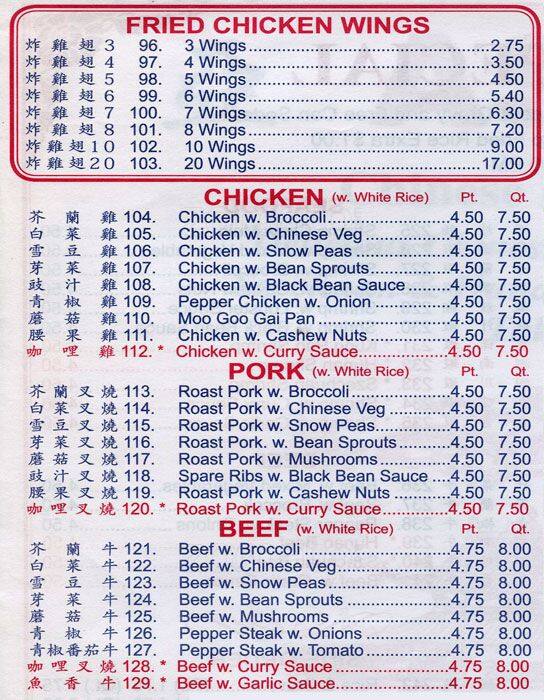 FRIED CHICKEN WINGS
炸雞翅3 96. 3 Wings 2.75
炸雞翅4 97. 4 Wings 3.50
炸雞翅5 98. 5 Wings 4.50
炸雞翅6 99. 6 Wings 5.40
炸雞翅7 100. 7 Wings 6.30
炸雞翅8 101. 8 Wings 7.20
炸雞翅10 102. 10 Wings 9.00
炸雞翅20 103. 20 Wings 17.00
CHICKEN (w. White Rice) Pt. Qt.
芥蘭雞 104. Chicken w. Broccoli 4.50 7.50
白菜雞 105. Chicken w. Chinese Veg 4.50 7.50
雪豆雞 106. Chicken w. Snow Peas 4.50 7.50
芽菜雞 107. Chicken w. Bean Sprouts 4.50 7.50
豉汁雞 108. Chicken w. Black Bean Sauce 4.50 7.50
青椒雞 109. Pepper Chicken w. Onion 4.50 7.50
蘑菇雞 110. Moo Goo Gai Pan 4.50 7.50
腰果雞 111. Chicken w. Cashew Nuts 4.50 7.50
咖哩雞 112. * Chicken w. Curry Sauce 4.50 7.50
PORK (w. White Rice) Pt. Qt.
芥蘭叉燒 113. Roast Pork w. Broccoli 4.50 7.50
白菜叉燒 114. Roast Pork w. Chinese Veg 4.50 7.50
雪豆叉燒 115. Roast Pork w. Snow Peas 4.50 7.50
芽菜叉燒 116. Roast Pork. w. Bean Sprouts 4.50 7.50
蘑菇叉燒 117. Roast Pork w. Mushrooms 4.50 7.50
豉汁叉燒 118. Spare Ribs w. Black Bean Sauce 4.50 7.50
腰果叉燒 119. Roast Pork w. Cashew Nuts 4.50 7.50
咖哩叉燒 120. * Roast Pork w. Curry Sauce 4.50 7.50
BEEF (w. White Rice) Pt. Qt.
芥蘭牛 121. Beef w. Broccoli 4.75 8.00
白菜牛 122. Beef w. Chinese Veg 4.75 8.00
雪豆牛 123. Beef w. Snow Peas 4.75 8.00
芽菜牛 124. Beef w. Bean Sprouts 4.75 8.00
蘑菇牛 125. Beef w. Mushrooms 4.75 8.00
青椒牛 126. Pepper Steak w. Onions 4.75 8.00
青椒番茄牛 127. Pepper Steak w. Tomato 4.75 8.00
咖哩叉燒 128. * Beef w. Curry Sauce 4.75 8.00
魚香牛 129. * Beef w. Garlic Sauce 4.75 8.00